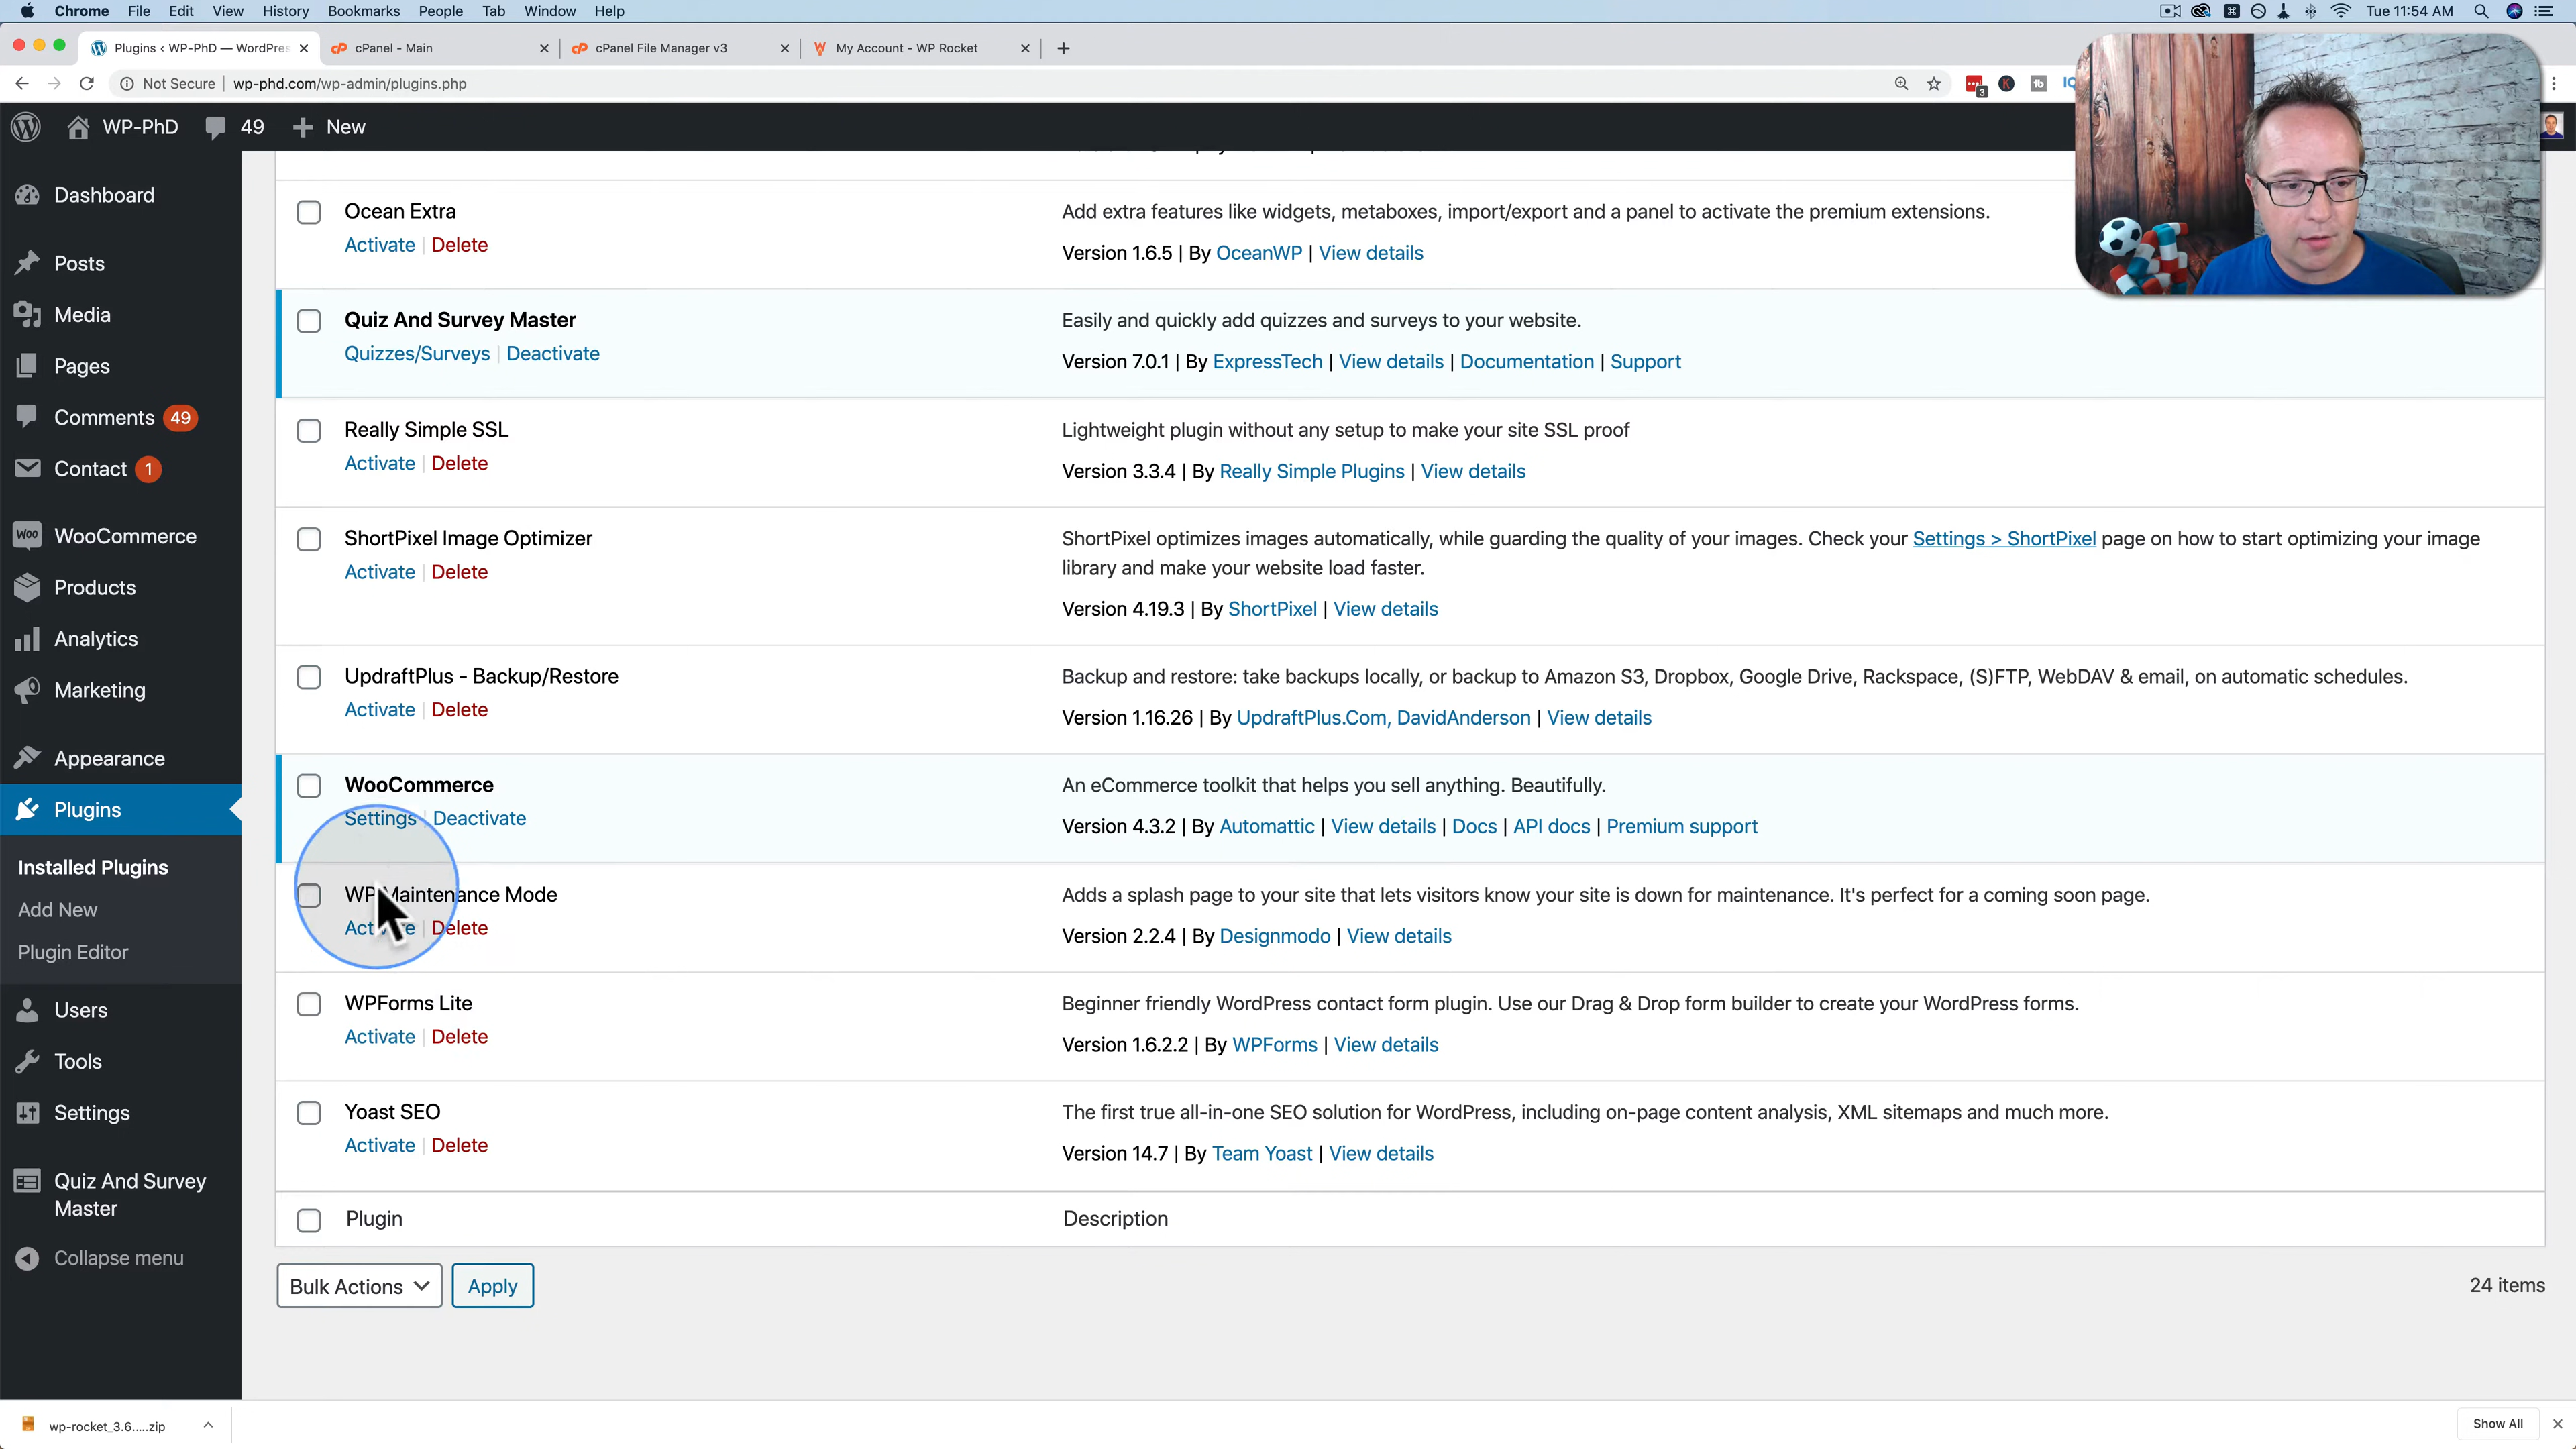 Chrome File Edit View History Bookmarks People Tab Window Help Tue 11:54 AM
Plugins ‹ WP-PhD — WordPres cPanel - Main cPanel File Manager v3 My Account - WP Rocket
Not Secure wp-phd.com/wp-admin/plugins.php 3
WP-PhD 49 New
Dashboard
Posts
Media
Pages
Comments 49
Contact 1
WooCommerce
Products
Analytics
Marketing
Appearance
Plugins
Installed Plugins
Add New
Plugin Editor
Users
Tools
Settings
Quiz And Survey
Master
Collapse menu
Ocean Extra
Activate | Delete
Add extra features like widgets, metaboxes, import/export and a panel to activate the premium extensions.
Version 1.6.5 | By OceanWP | View details
Quiz And Survey Master
Quizzes/Surveys | Deactivate
Easily and quickly add quizzes and surveys to your website.
Version 7.0.1 | By ExpressTech | View details | Documentation | Support
Really Simple SSL
Activate | Delete
Lightweight plugin without any setup to make your site SSL proof
Version 3.3.4 | By Really Simple Plugins | View details
ShortPixel Image Optimizer
Activate | Delete
ShortPixel optimizes images automatically, while guarding the quality of your images. Check your Settings > ShortPixel page on how to start optimizing your image
library and make your website load faster.
Version 4.19.3 | By ShortPixel | View details
UpdraftPlus - Backup/Restore
Activate | Delete
Backup and restore: take backups locally, or backup to Amazon S3, Dropbox, Google Drive, Rackspace, (S)FTP, WebDAV & email, on automatic schedules.
Version 1.16.26 | By UpdraftPlus.Com, DavidAnderson | View details
WooCommerce
Settings | Deactivate
An eCommerce toolkit that helps you sell anything. Beautifully.
Version 4.3.2 | By Automattic | View details | Docs | API docs | Premium support
WP Maintenance Mode
Activate | Delete
Adds a splash page to your site that lets visitors know your site is down for maintenance. It's perfect for a coming soon page.
Version 2.2.4 | By Designmodo | View details
WPForms Lite
Activate | Delete
Beginner friendly WordPress contact form plugin. Use our Drag & Drop form builder to create your WordPress forms.
Version 1.6.2.2 | By WPForms | View details
Yoast SEO
Activate | Delete
The first true all-in-one SEO solution for WordPress, including on-page content analysis, XML sitemaps and much more.
Version 14.7 | By Team Yoast | View details
Plugin Description
Bulk Actions Apply 24 items
wp-rocket_3.6.....zip Show All